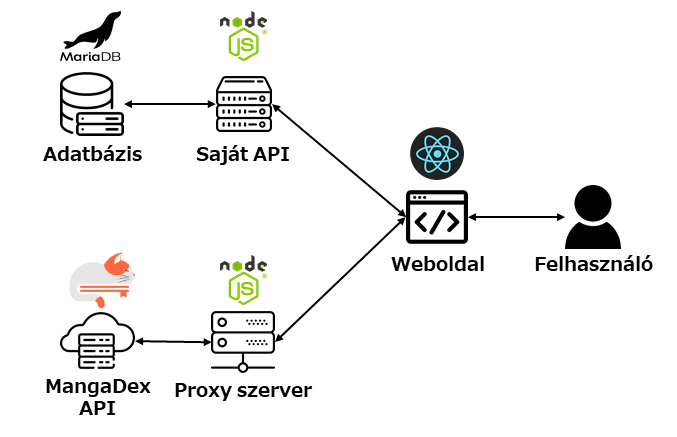 MariaDB
node
JS
Adatbázis
Saját API
</>
Weboldal
Felhasználó
node
JS
MangaDex
API
Proxy szerver